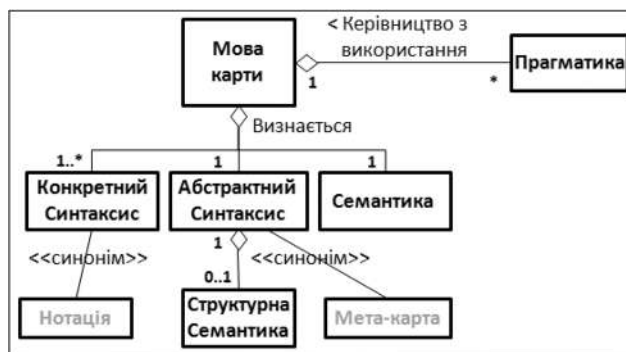 < Керівництво з
використання
Мова
карти
Прагматика
1
*
Визнається
1..*
1
1
Конкретний
Синтаксис
Абстрактний
Синтаксис
Семантика
<<синонім>>
1
<<синонім>>
0..1
Нотація
Структурна
Семантика
Мета-карта